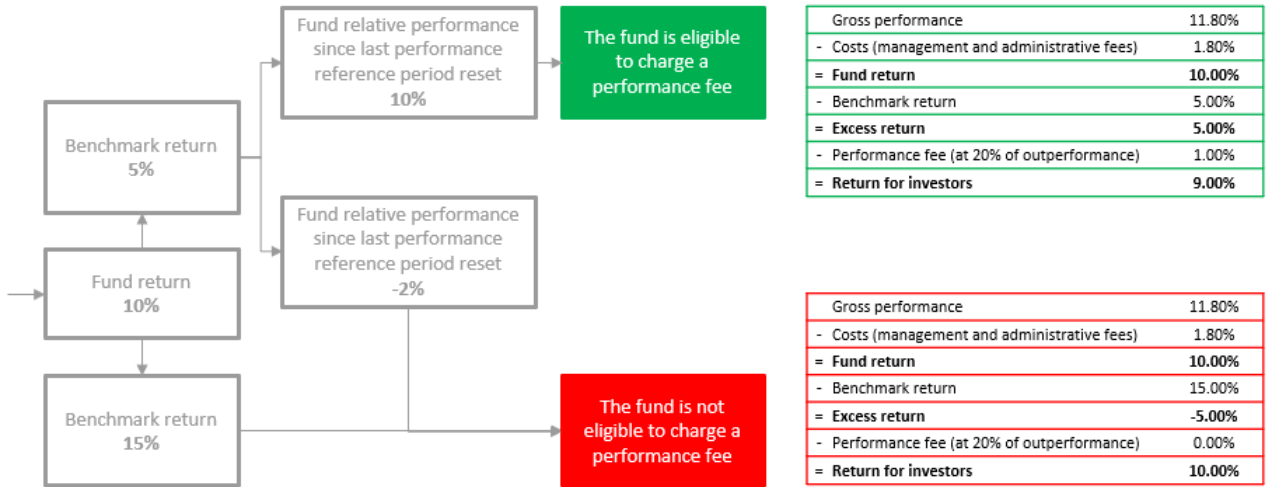 Fund relative performance
since last performance
reference period reset
10%
The fund is eligible
to charge a
performance fee
Benchmark return
5%
Fund relative performance
since last performance
reference period reset
-2%
Fund return
10%
Benchmark return
15%
The fund is not
eligible to charge a
performance fee
Gross performance 11.80%
- Costs (management and administrative fees) 1.80%
= Fund return 10.00%
- Benchmark return 5.00%
= Excess return 5.00%
- Performance fee (at 20% of outperformance) 1.00%
= Return for investors 9.00%
Gross performance 11.80%
- Costs (management and administrative fees) 1.80%
= Fund return 10.00%
- Benchmark return 15.00%
= Excess return -5.00%
- Performance fee (at 20% of outperformance) 0.00%
= Return for investors 10.00%